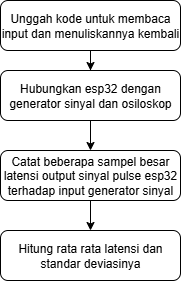 Unggah kode untuk membaca
input dan menuliskannya kembali
Hubungkan esp32 dengan
generator sinyal dan osiloskop
Catat beberapa sampel besar
latensi output sinyal pulse esp32
terhadap input generator sinyal
Hitung rata rata latensi dan
standar deviasinya